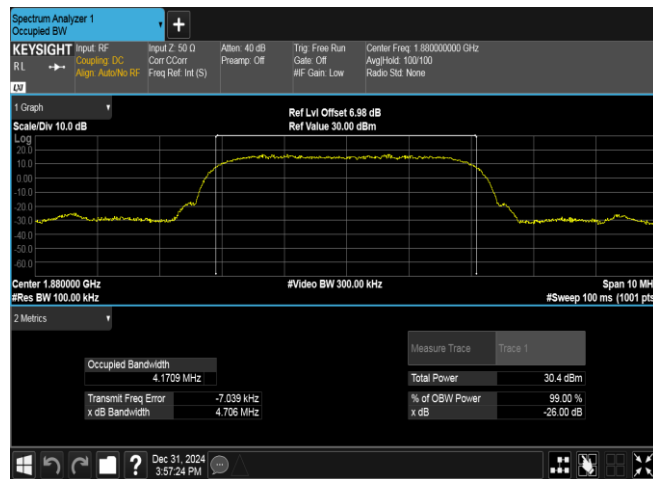 Spectrum Analyzer 1
Occupied BW
+
KEYSIGHT Input: RF Input Z: 50 Ω Atten: 40 dB Trig: Free Run Center Freq: 1.880000000 GHz
RL Coupling: DC Corr CCorr Preamp: Off Gate: Off Avg|Hold: 100/100
Align: Auto/No RF Freq Ref: Int (S) #IF Gain: Low Radio Std: None
LXI
1 Graph
Ref Lvl Offset 6.98 dB
Scale/Div 10.0 dB Ref Value 30.00 dBm
Log
20.0
10.0
0.00
-10.0
-20.0
-30.0
-40.0
-50.0
-60.0
Center 1.880000 GHz #Video BW 300.00 kHz Span 10 MH
#Res BW 100.00 kHz #Sweep 100 ms (1001 pts
2 Metrics
Measure Trace Trace 1
Occupied Bandwidth
4.1709 MHz Total Power 30.4 dBm
Transmit Freq Error -7.039 kHz % of OBW Power 99.00 %
x dB Bandwidth 4.706 MHz x dB -26.00 dB
? Dec 31, 2024
3:57:24 PM